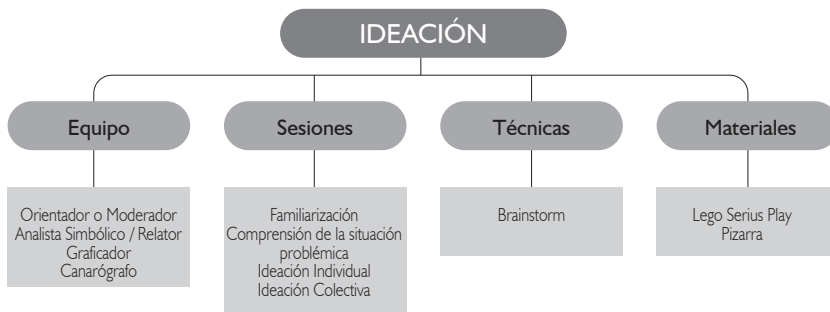 IDEACIÓN
Equipo
Sesiones
Técnicas
Materiales
Orientador o Moderador
Analista Simbólico / Relator
Graficador
Canarógrafo
Familiarización
Comprensión de la situación
problémica
Ideación Individual
Ideación Colectiva
Brainstorm
Lego Serius Play
Pizarra